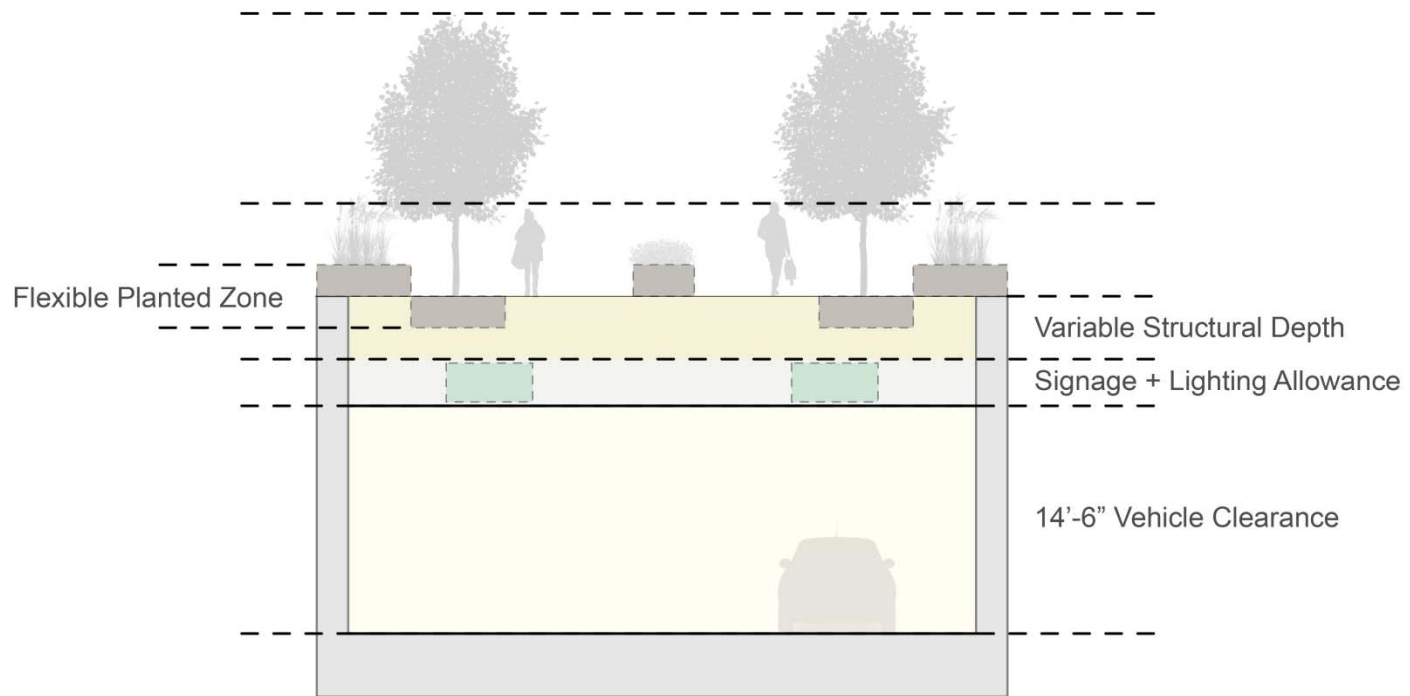 Flexible Planted Zone
Variable Structural Depth
Signage + Lighting Allowance
14’-6” Vehicle Clearance